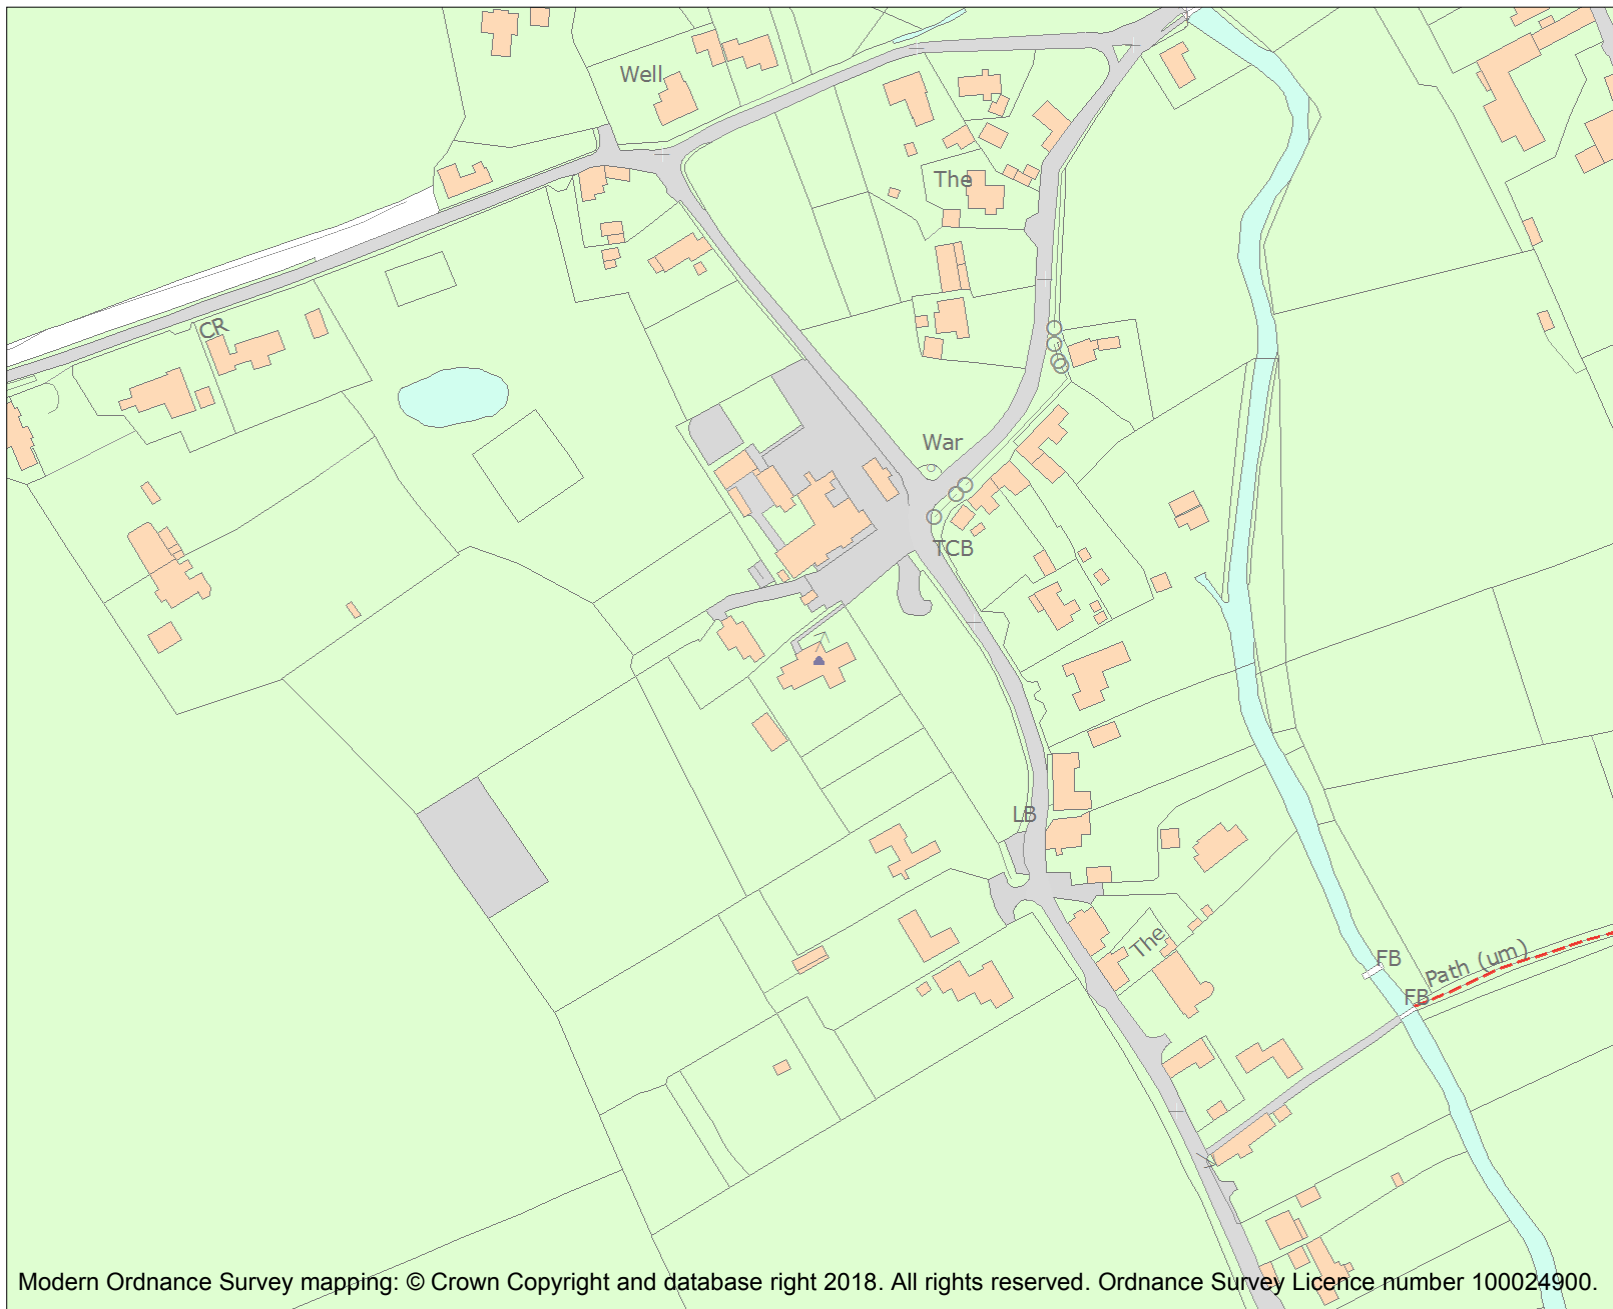 Well
The
CR
War
TCB
LB
The
FB
Path (um)
FB
Modern Ordnance Survey mapping: © Crown Copyright and database right 2018. All rights reserved. Ordnance Survey Licence number 100024900.